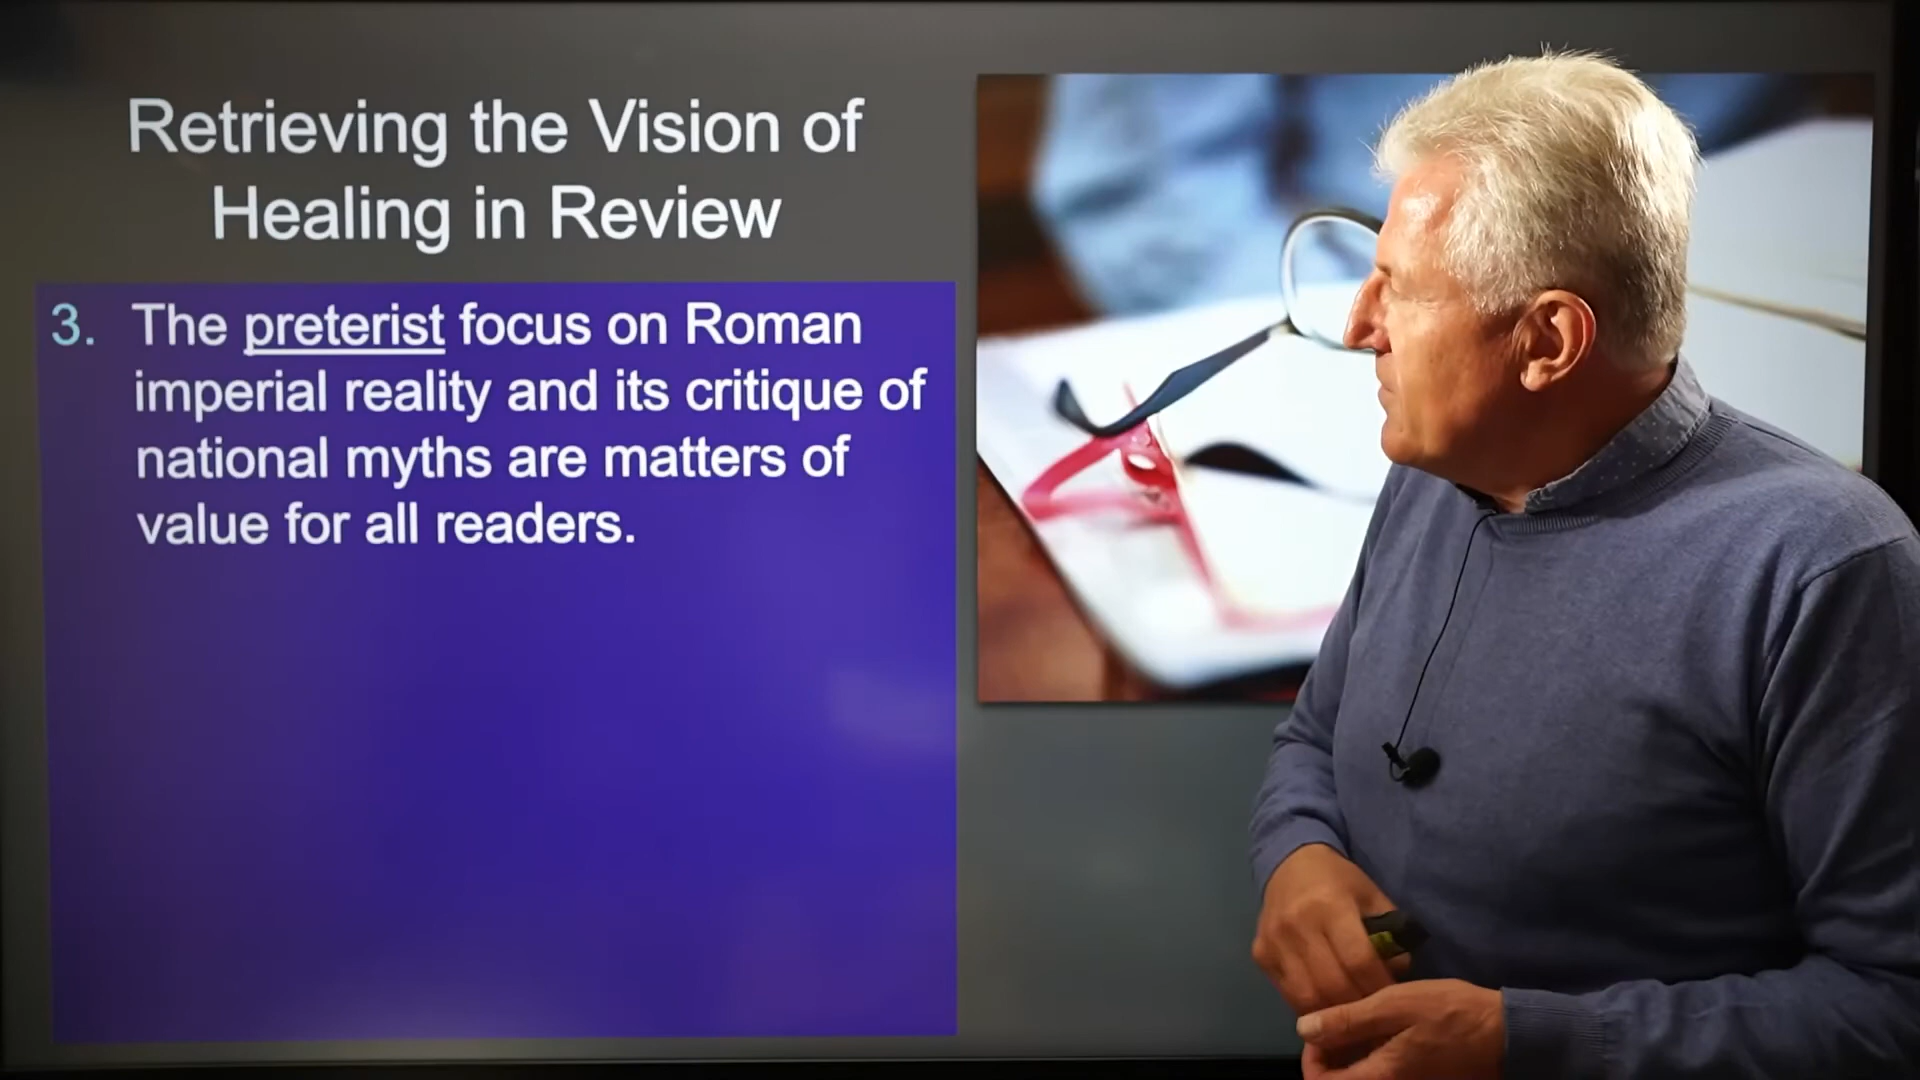 Retrieving the Vision of
Healing in Review
3. The preterist focus on Roman
imperial reality and its critique of
national myths are matters of
value for all readers.